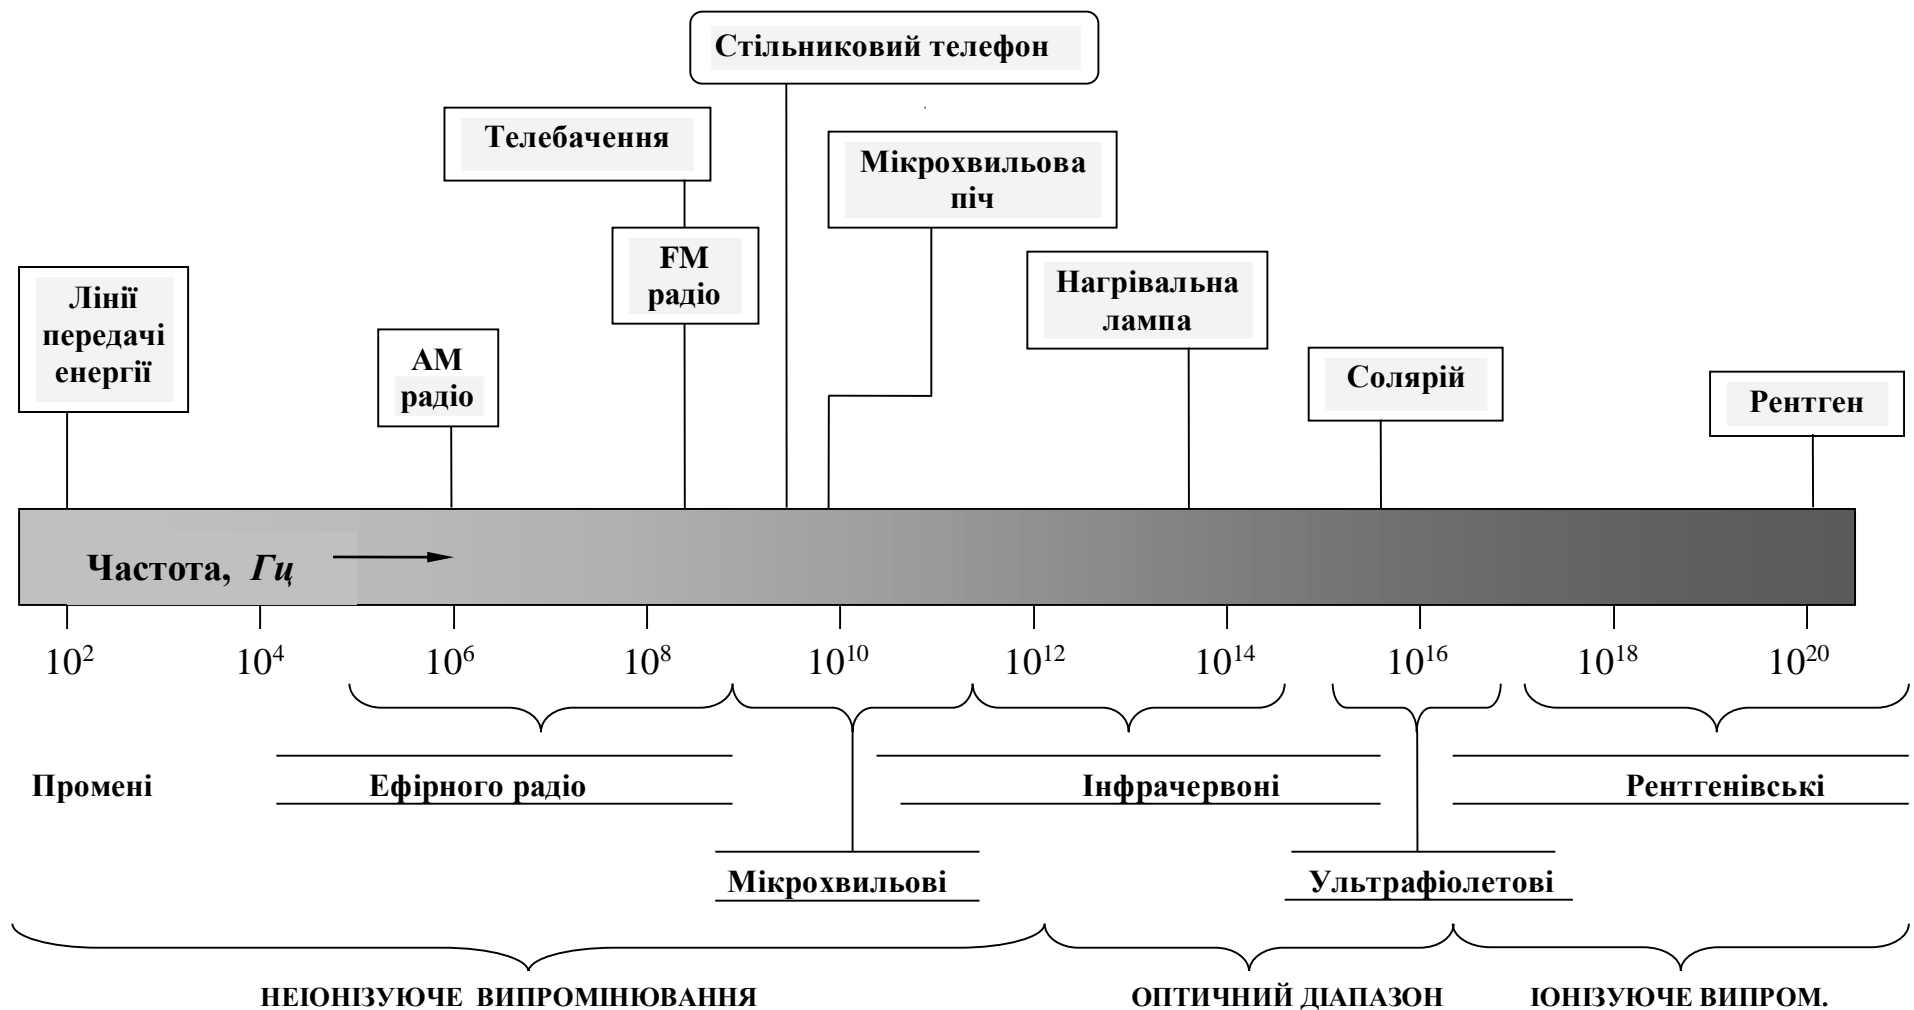 Стільниковий телефон
Телебачення
Мікрохвильова
піч
FM
радіо
Нагрівальна
лампа
Лінії
передачі
енергії
АМ
радіо
Солярій
Рентген
Частота, Гц
10² 10⁴ 10⁶ 10⁸ 10¹⁰ 10¹² 10¹⁴ 10¹⁶ 10¹⁸ 10²⁰
Промені Ефірного радіо Інфрачервоні Рентгенівські
Мікрохвильові Ультрафіолетові
НЕІОНІЗУЮЧЕ ВИПРОМІНЮВАННЯ ОПТИЧНИЙ ДІАПАЗОН ІОНІЗУЮЧЕ ВИПРОМ.